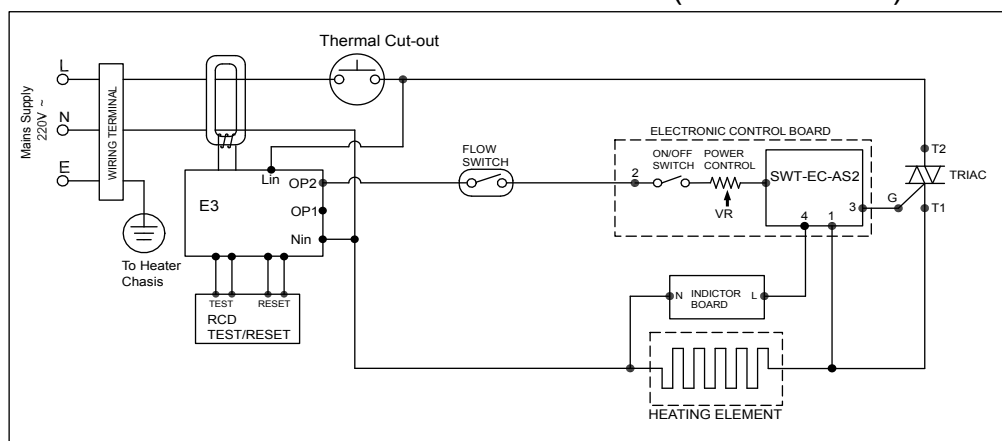 Thermal Cut-out
L
N
E
Mains Supply
220V ~
WIRING TERMINAL
Lin
OP2
E3
OP1
Nin
To Heater
Chasis
TEST
RESET
RCD
TEST/RESET
FLOW
SWITCH
ELECTRONIC CONTROL BOARD
2
ON/OFF
SWITCH
POWER
CONTROL
VR
SWT-EC-AS2
3
4
1
G
T2
TRIAC
T1
N
INDICTOR
BOARD
L
HEATING ELEMENT